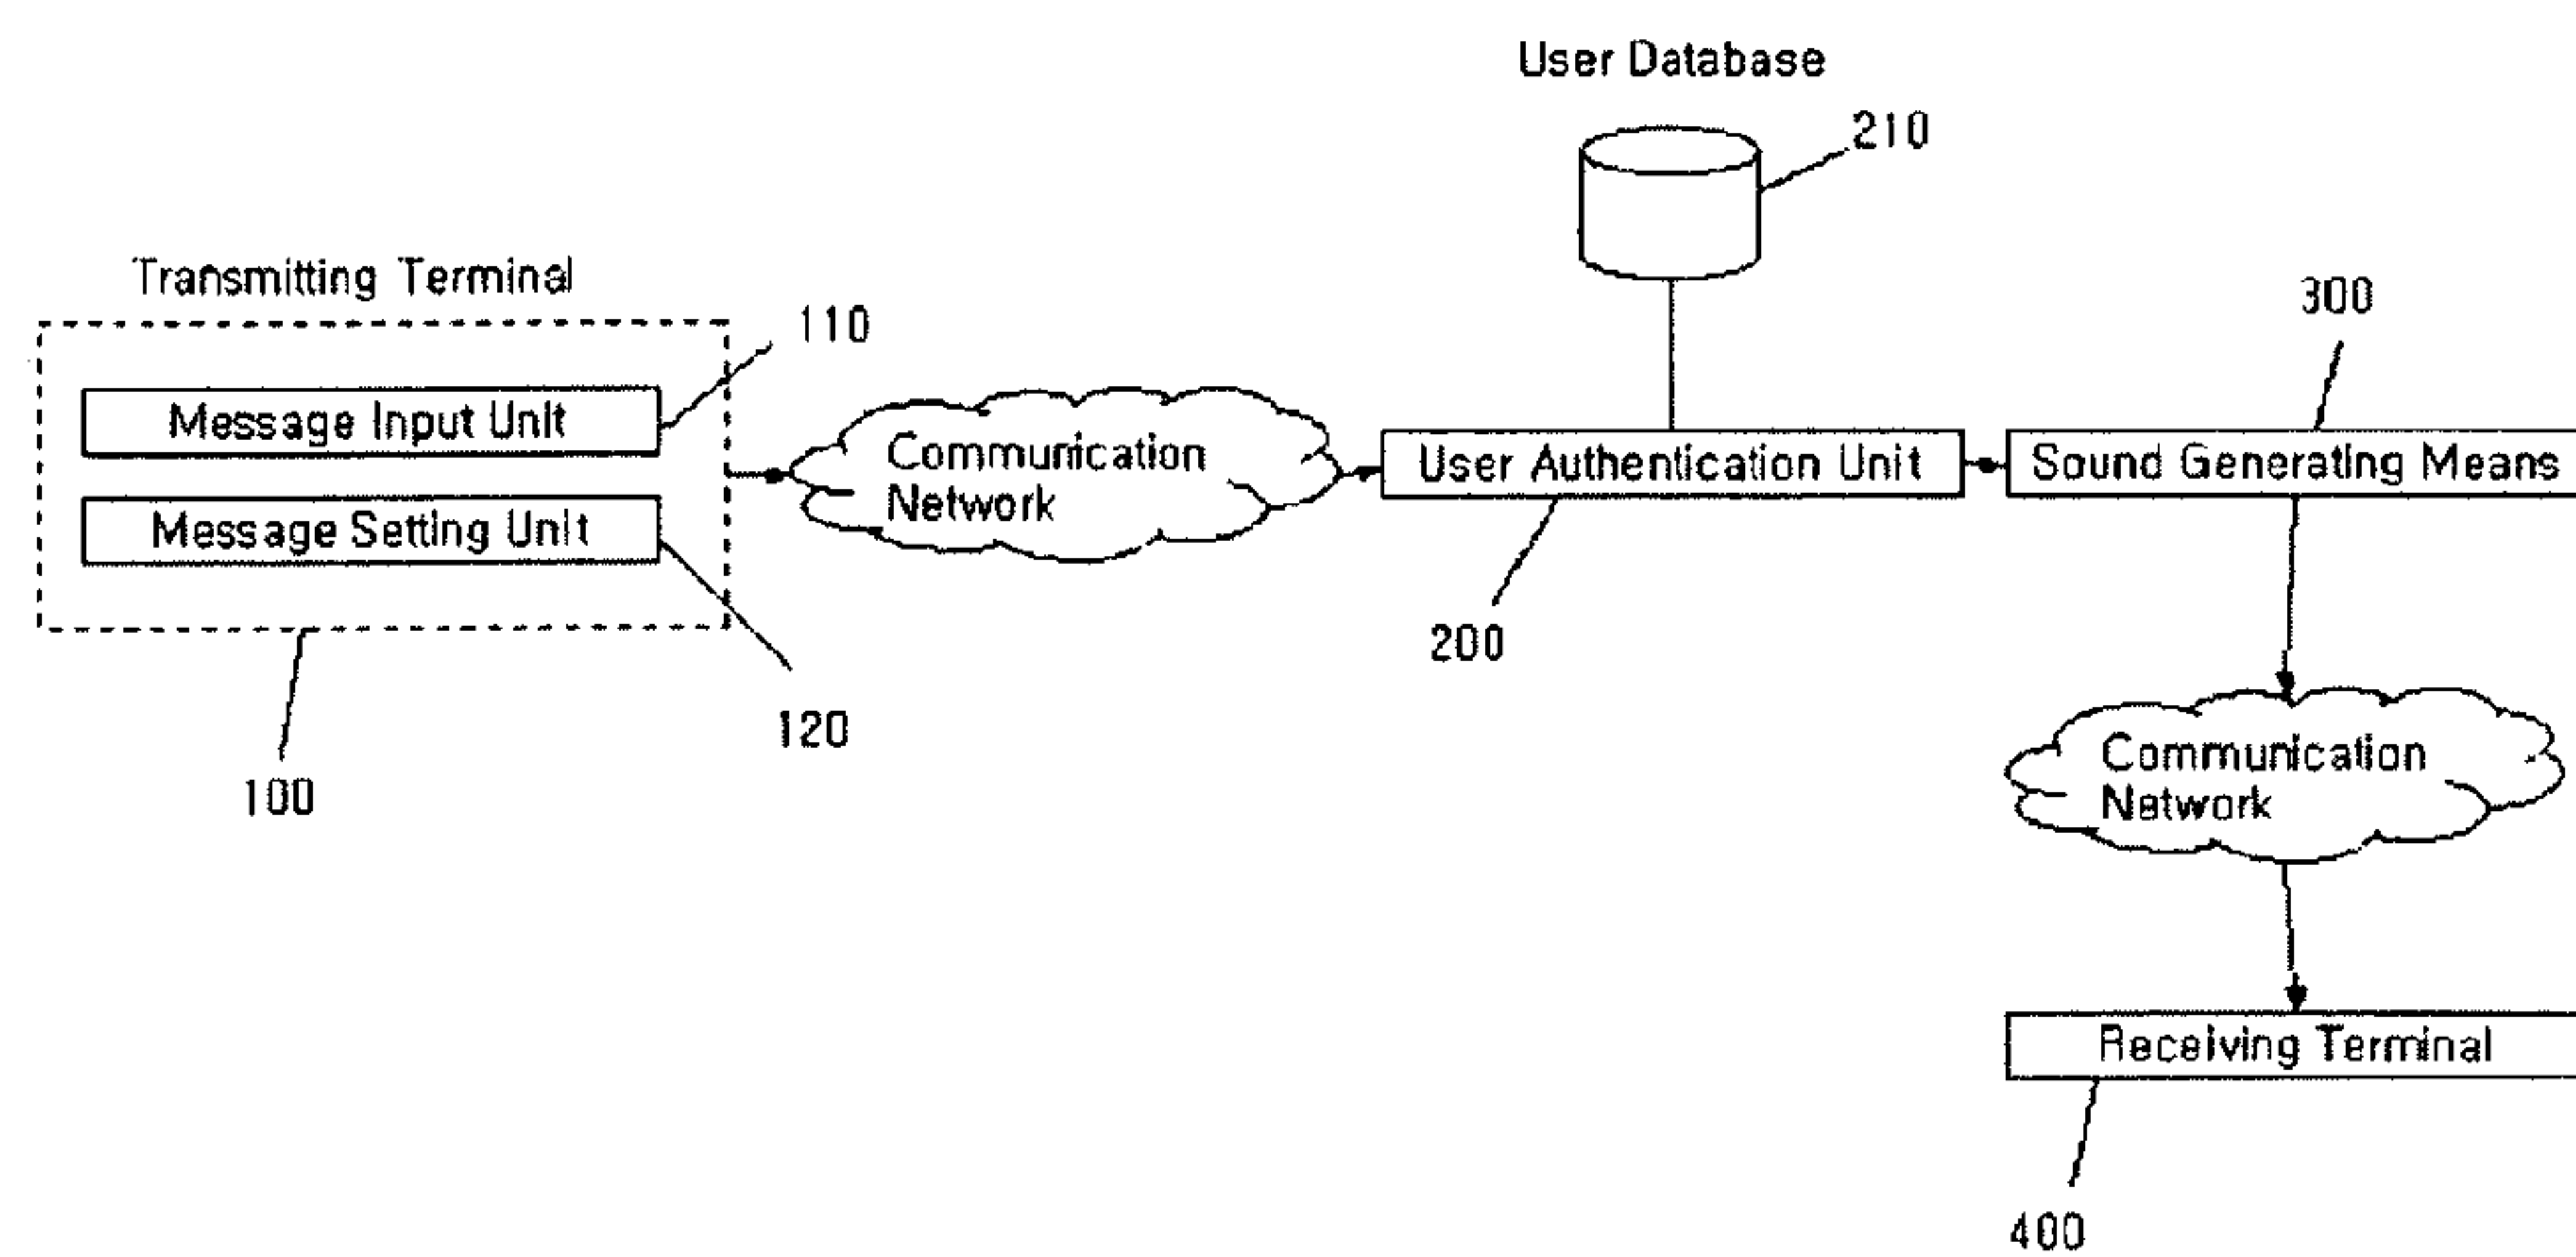 User Database
210
Transmitting Terminal
110
300
Message Input Unit
Communication
Network
User Authentication Unit
Sound Generating Means
Message Setting Unit
200
120
100
Communication
Network
Receiving Terminal
400